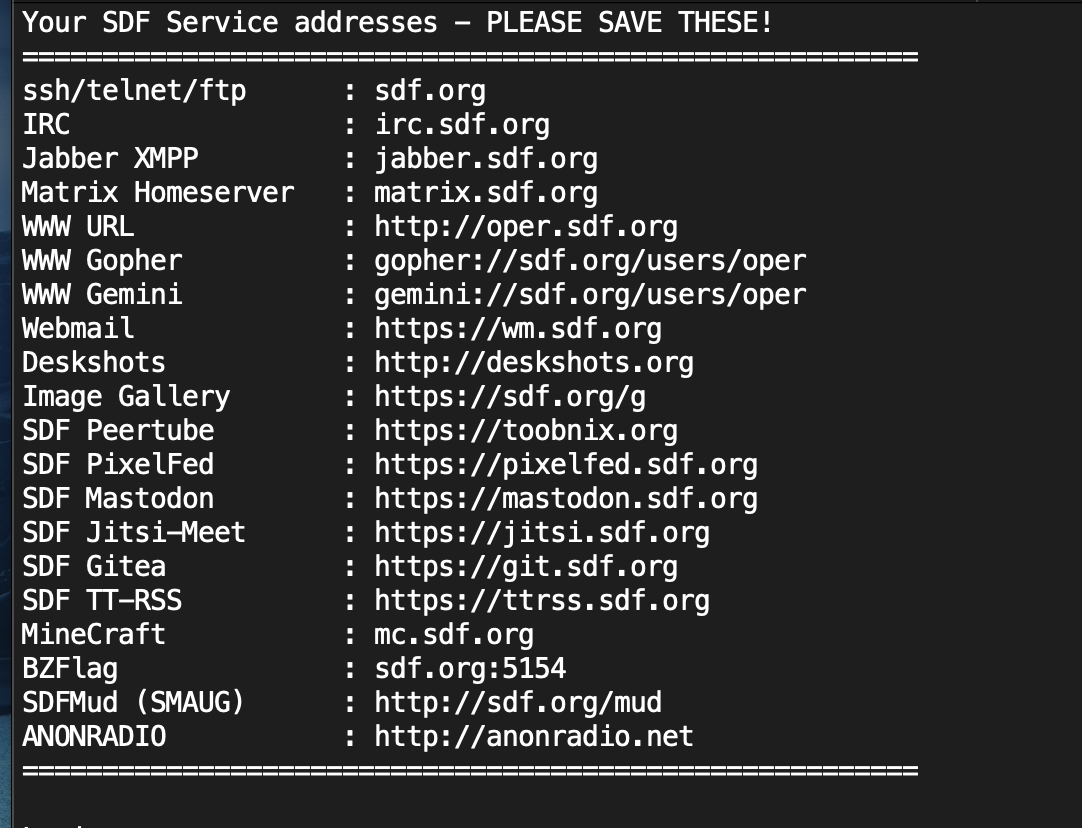 Your SDF Service addresses - PLEASE SAVE THESE!
========================================================
ssh/telnet/ftp      : sdf.org
IRC                 : irc.sdf.org
Jabber XMPP         : jabber.sdf.org
Matrix Homeserver   : matrix.sdf.org
WWW URL             : http://oper.sdf.org
WWW Gopher          : gopher://sdf.org/users/oper
WWW Gemini          : gemini://sdf.org/users/oper
Webmail             : https://wm.sdf.org
Deskshots           : http://deskshots.org
Image Gallery       : https://sdf.org/g
SDF Peertube        : https://toobnix.org
SDF PixelFed        : https://pixelfed.sdf.org
SDF Mastodon        : https://mastodon.sdf.org
SDF Jitsi-Meet      : https://jitsi.sdf.org
SDF Gitea           : https://git.sdf.org
SDF TT-RSS          : https://ttrss.sdf.org
MineCraft           : mc.sdf.org
BZFlag              : sdf.org:5154
SDFMud (SMAUG)      : http://sdf.org/mud
ANONRADIO           : http://anonradio.net
========================================================